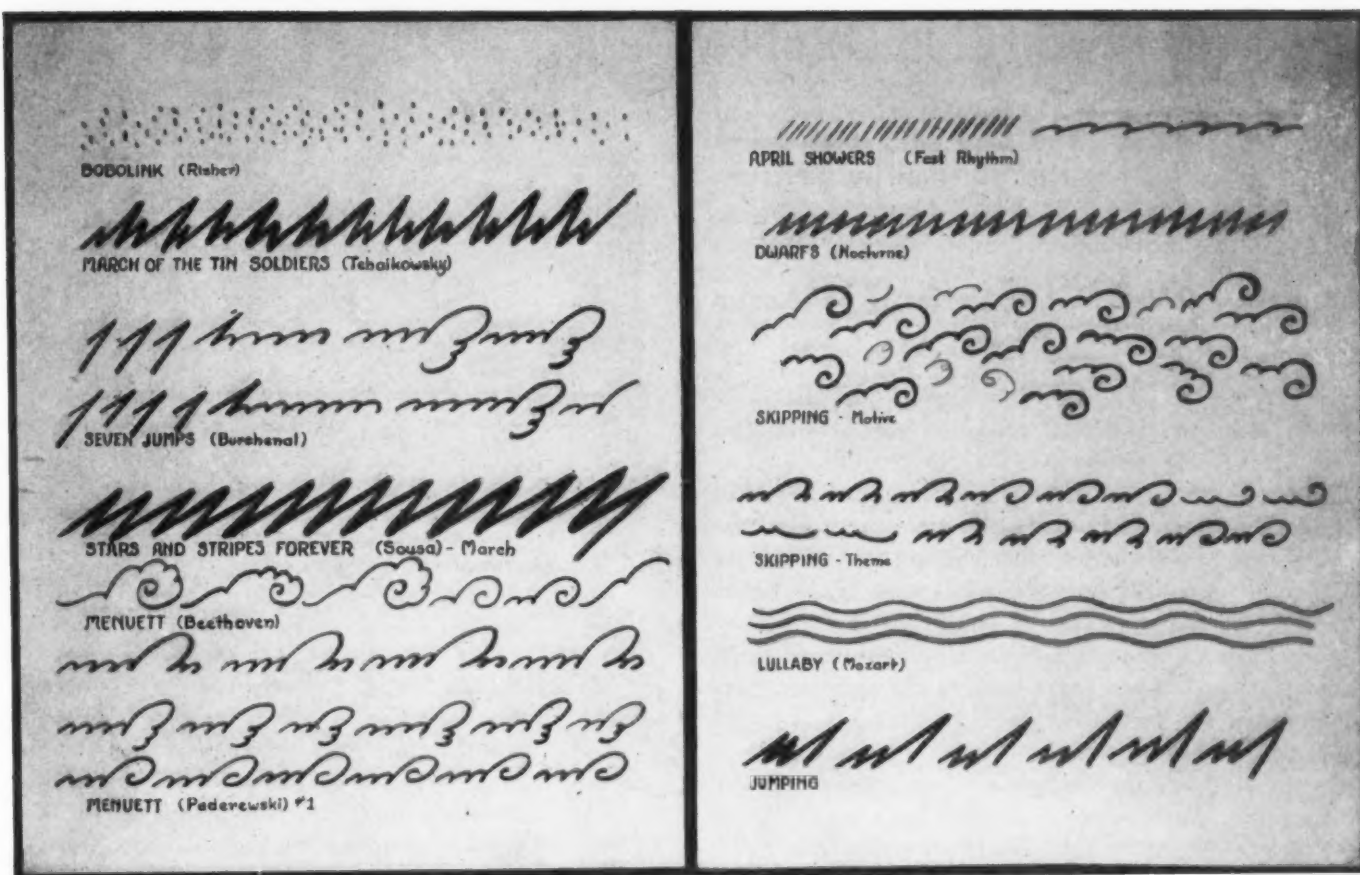 BOBOLINK (Risher)
MARCH OF THE TIN SOLDIERS (Tchaikowsky)
SEVEN JUMPS (Burchenal)
STARS AND STRIPES FOREVER (Sousa) - March
MENUETT (Beethoven)
MENUETT (Paderewski) #1
APRIL SHOWERS (Fast Rhythm)
DWARFS (Nocturne)
SKIPPING - Motive
SKIPPING - Theme
LULLABY (Mozart)
JUMPING